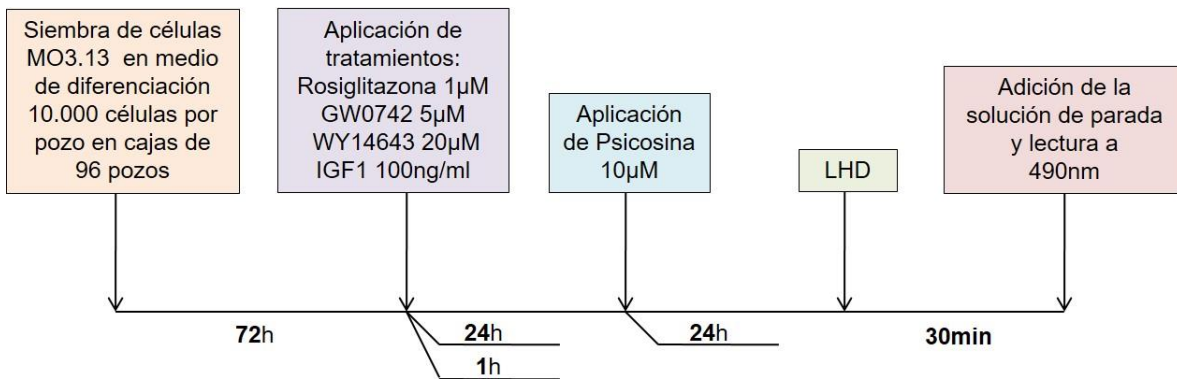 Siembra de células
MO3.13 en medio
de diferenciación
10.000 células por
pozo en cajas de
96 pozos
Aplicación de
tratamientos:
Rosiglitazona 1µM
GW0742 5µM
WY14643 20µM
IGF1 100ng/ml
Aplicación
de Psicosina
10µM
LHD
Adición de la
solución de parada
y lectura a
490nm
72h
24h
1h
24h
30min